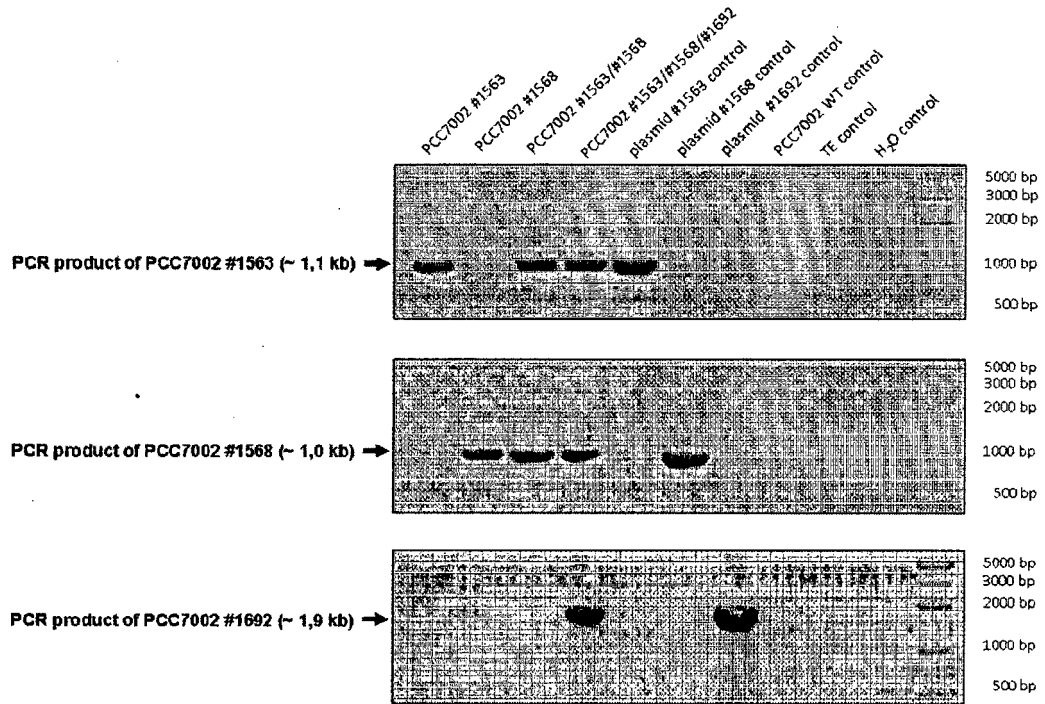 PCC7002 #1563
PCC7002 #1568
PCC7002 #1563/#1568
PCC7002 #1563/#1568/#1692
plasmid #1563 control
plasmid #1568 control
plasmid #1692 control
PCC7002 WT control
TE control
H₂O control
5000 bp
3000 bp
2000 bp
PCR product of PCC7002 #1563 (~ 1,1 kb)
1000 bp
500 bp
5000 bp
3000 bp
2000 bp
PCR product of PCC7002 #1568 (~ 1,0 kb)
1000 bp
500 bp
5000 bp
3000 bp
2000 bp
PCR product of PCC7002 #1692 (~ 1,9 kb)
1000 bp
500 bp